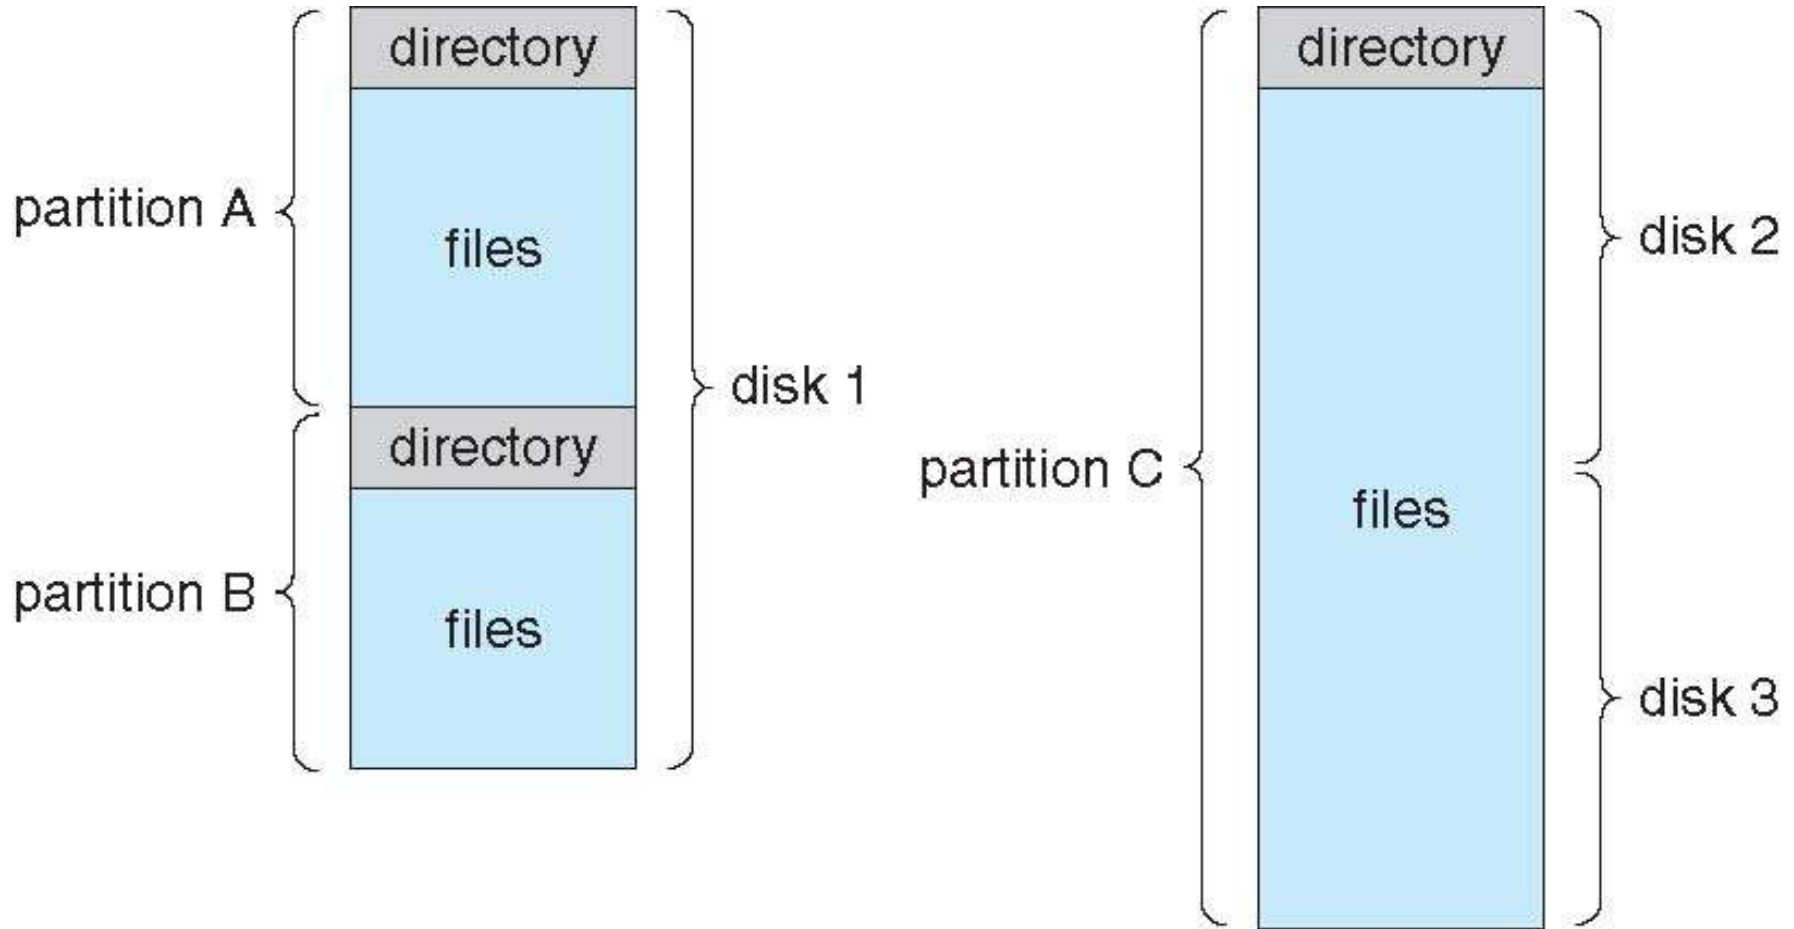 directory
partition A
files
disk 1
directory
partition B
files
directory
disk 2
partition C
files
disk 3